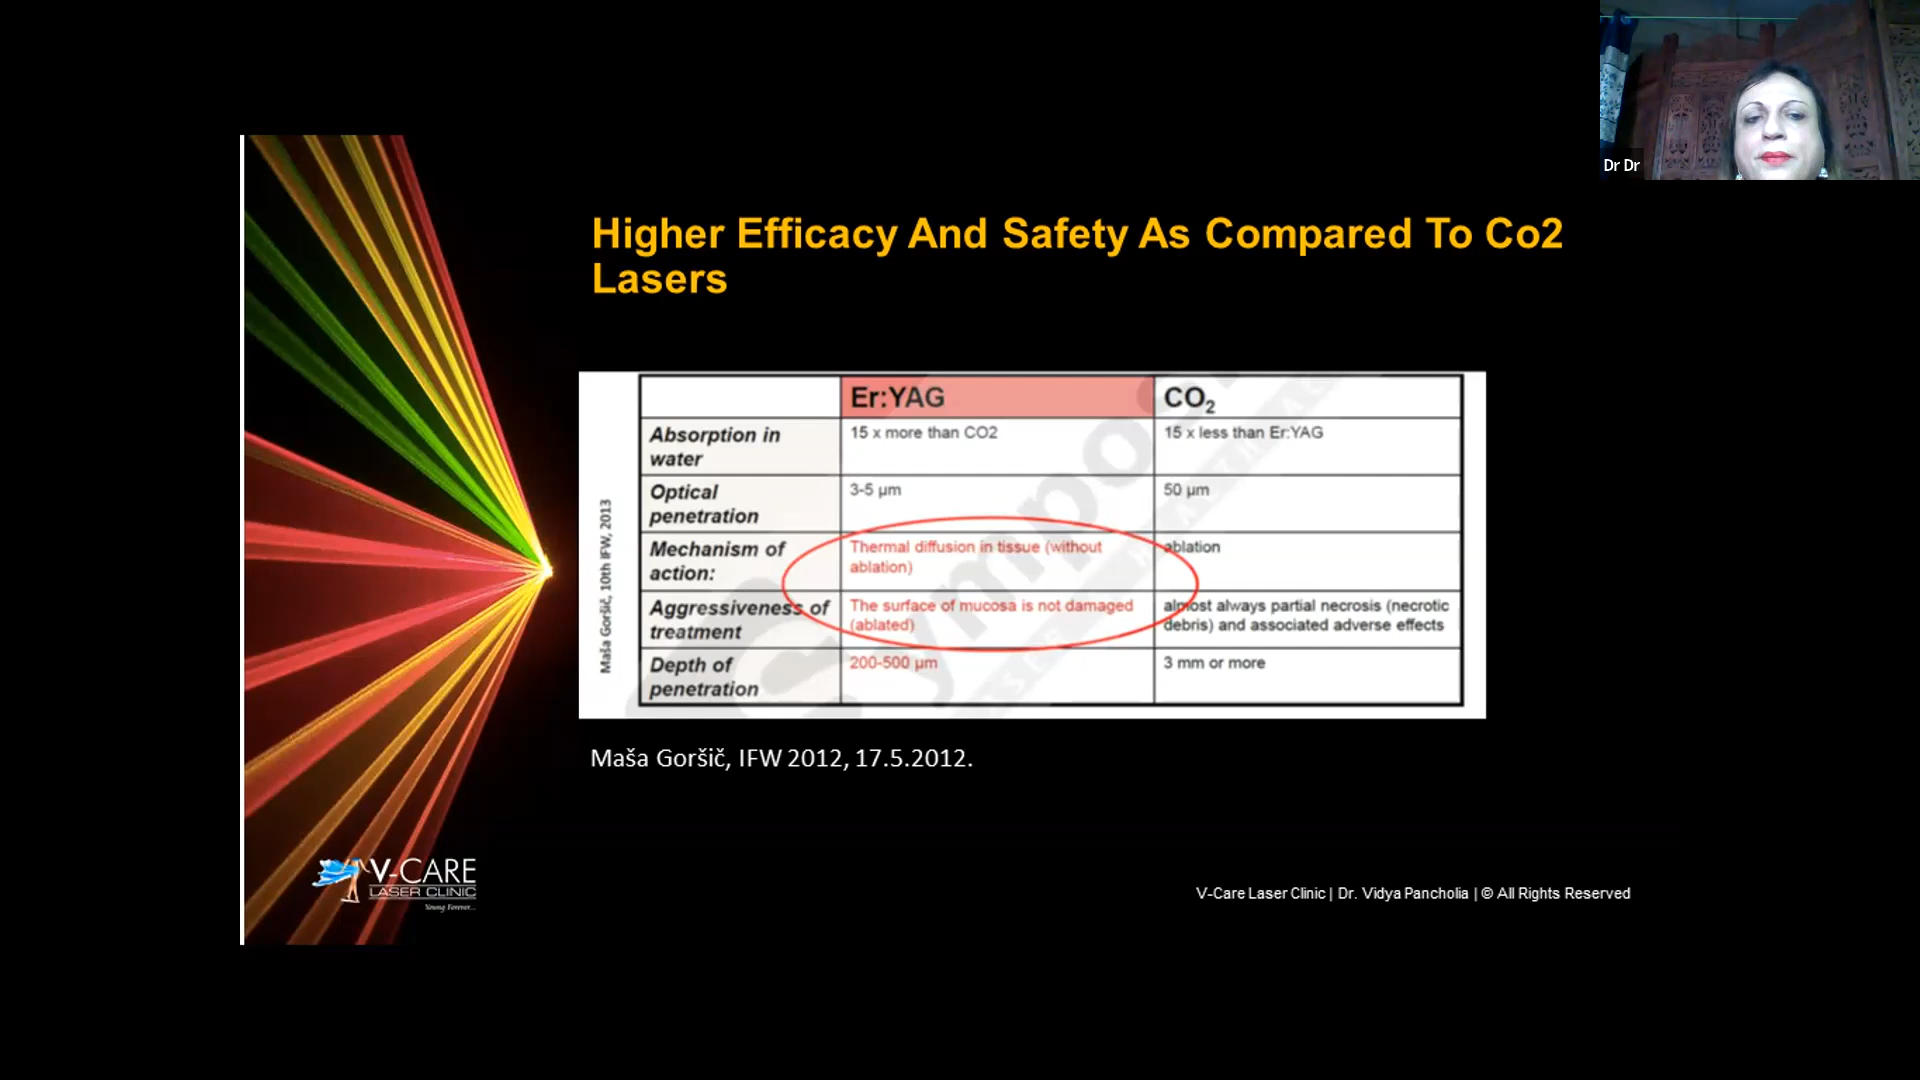 Dr Dr
Higher Efficacy And Safety As Compared To Co2
Lasers
Er:YAG
CO2
Absorption in
water
15 x more than CO2
15 x less than Er:YAG
Optical
penetration
3-5 µm
50 µm
Mechanism of
action:
Thermal diffusion in tissue (without
ablation)
ablation
Aggressiveness of
treatment
The surface of mucosa is not damaged
(ablated)
almost always partial necrosis (necrotic
debris) and associated adverse effects
Depth of
penetration
200-500 µm
3 mm or more
Maša Goršič, 10th IFW, 2013
Maša Goršič, IFW 2012, 17.5.2012.
V-CARE
LASER CLINIC
Young Forever...
V-Care Laser Clinic | Dr. Vidya Pancholia | © All Rights Reserved